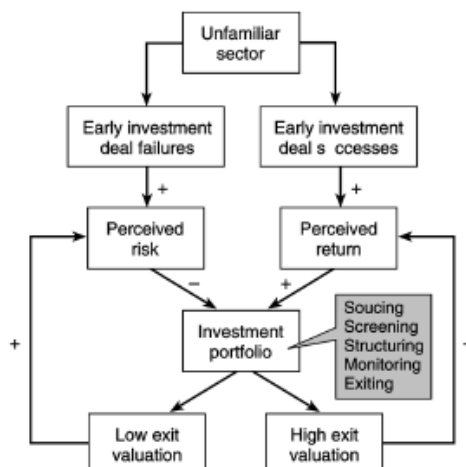 Unfamiliar
sector
Early investment
deal failures
Early investment
deal s ccesses
+
+
Perceived
risk
Perceived
return
−
+
Investment
portfolio
Soucing
Screening
Structuring
Monitoring
Exiting
+
Low exit
valuation
High exit
valuation